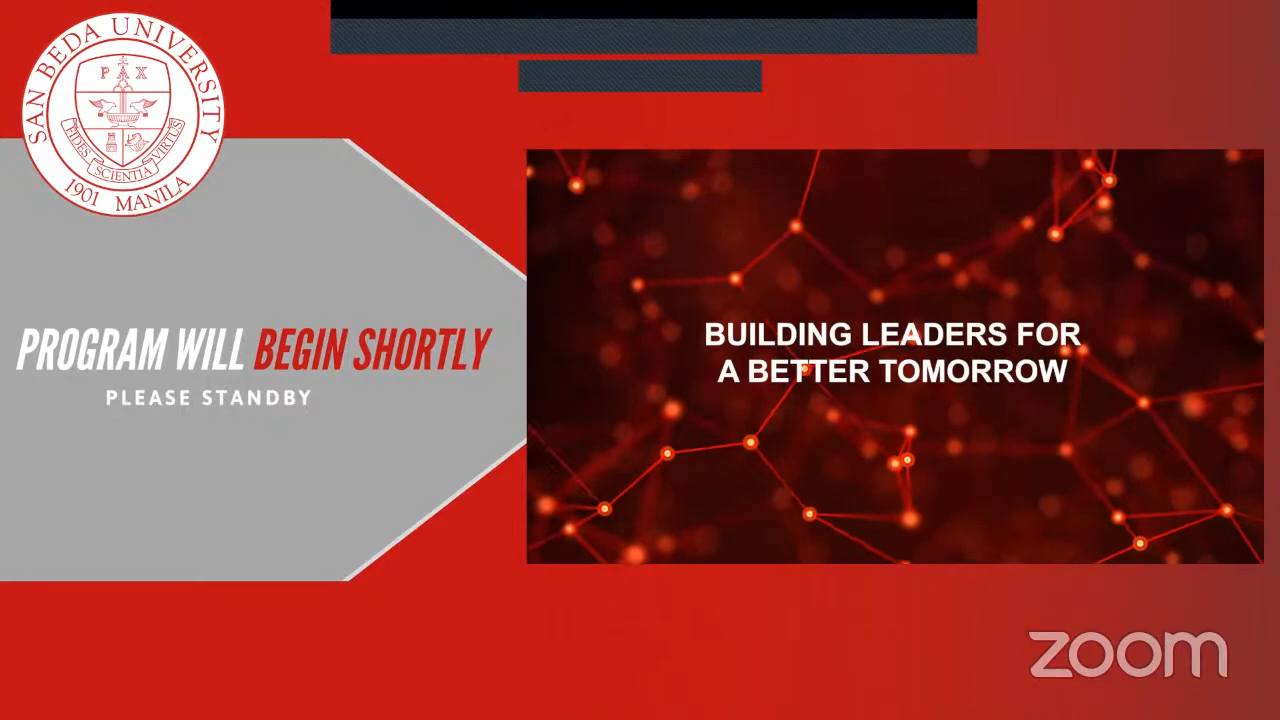 SAN BEDA UNIVERSITY
PAX
FIDES SCIENTIA VIRTUS
1901 MANILA
PROGRAM WILL BEGIN SHORTLY
PLEASE STANDBY
BUILDING LEADERS FOR
A BETTER TOMORROW
zoom